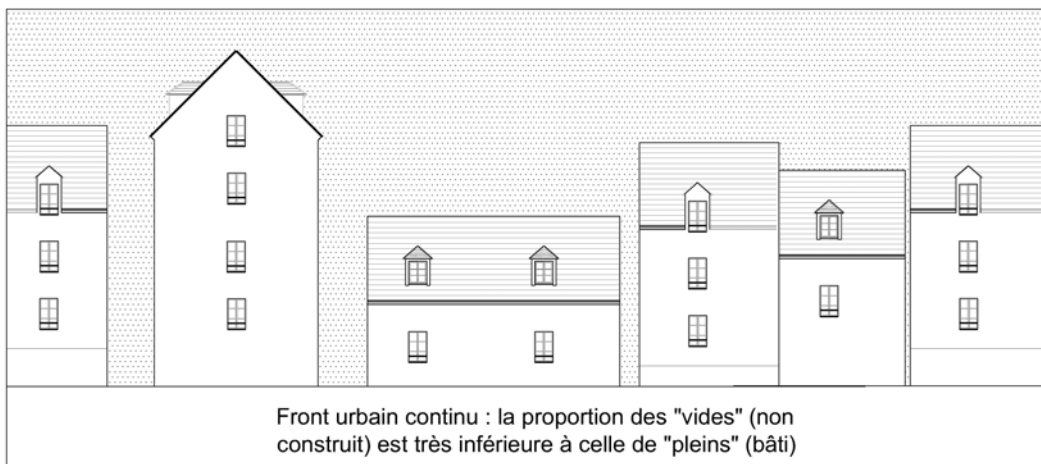 Front urbain continu : la proportion des "vides" (non
construit) est très inférieure à celle de "pleins" (bâti)